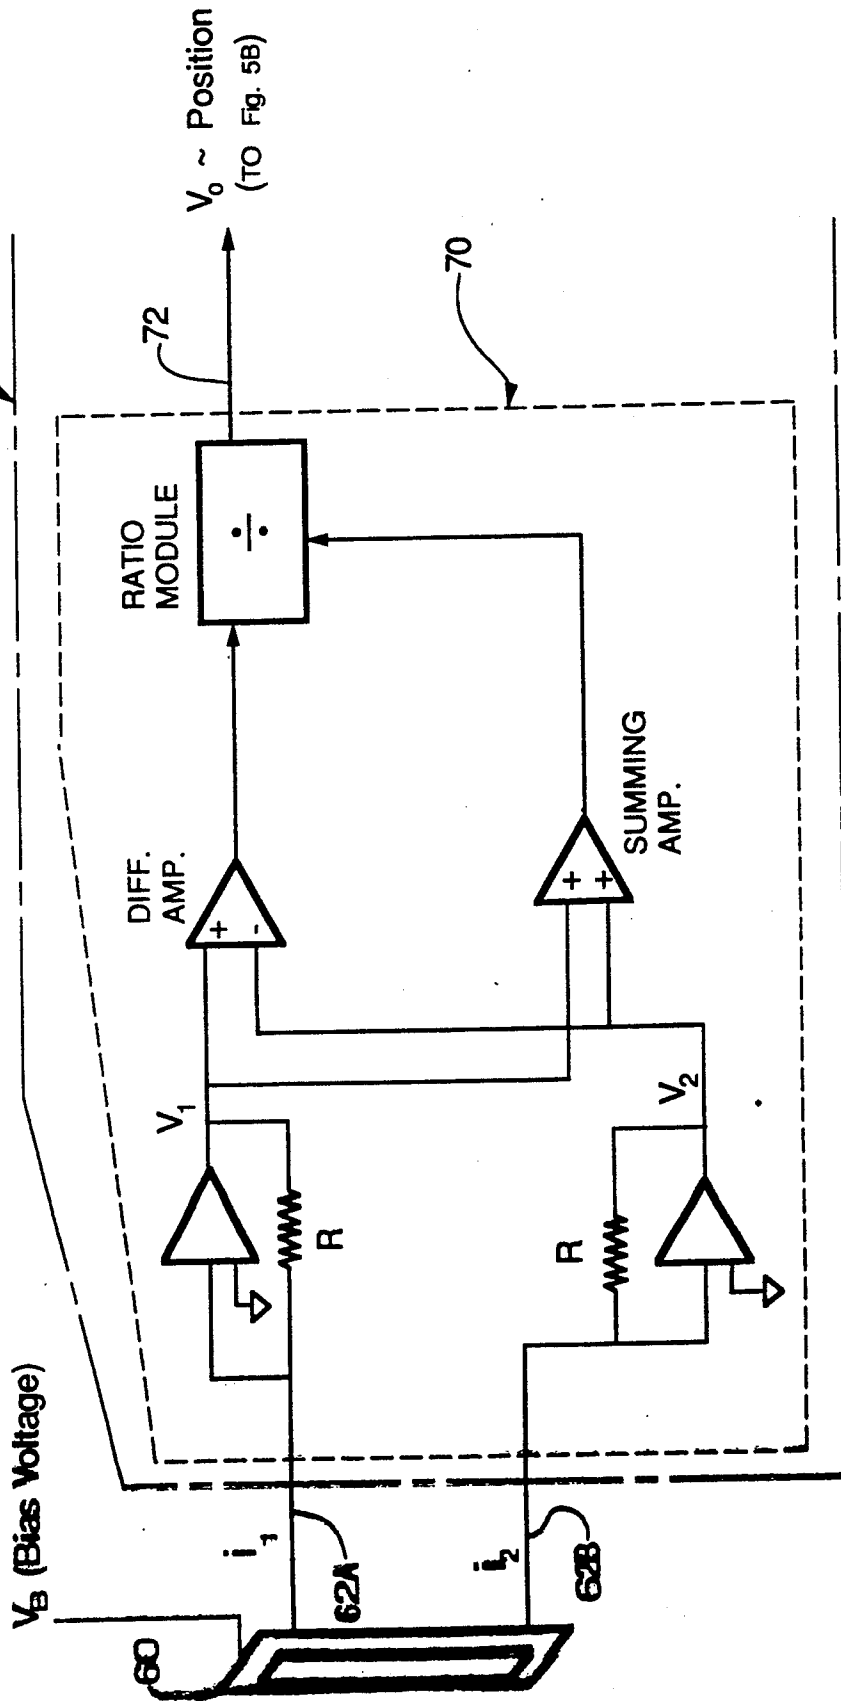 V_B (Bias Voltage)
60
i_1
62A
i_2
62B
V_1
R
R
V_2
DIFF.
AMP.
+
-
SUMMING
AMP.
+
+
RATIO
MODULE
÷
72
70
V_o ~ Position
(TO Fig. 5B)